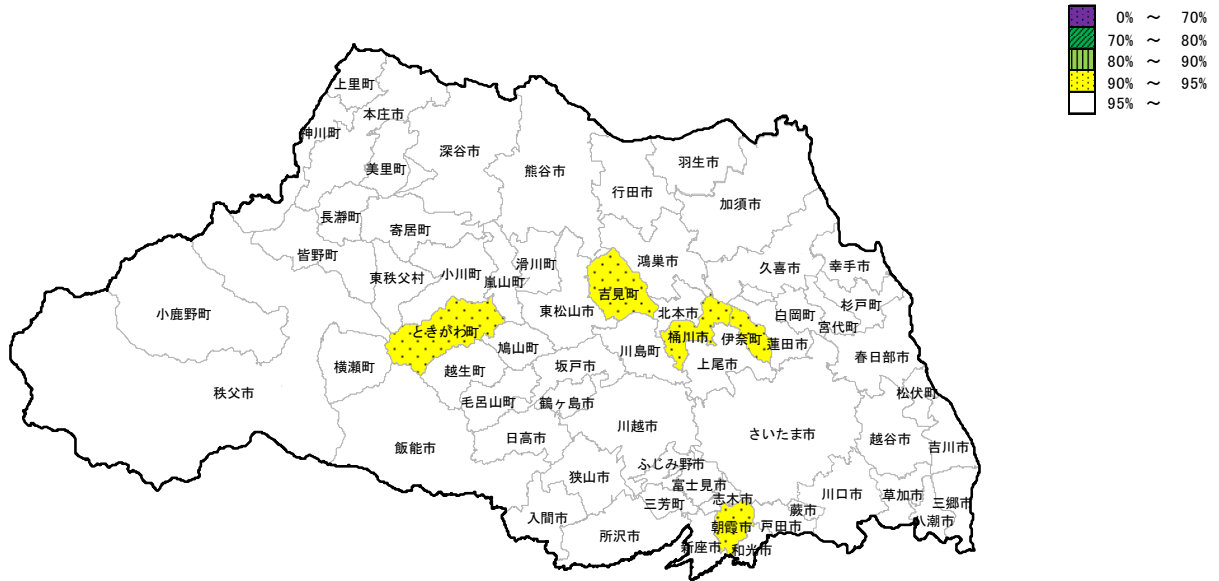 0% ～ 70%
70% ～ 80%
80% ～ 90%
90% ～ 95%
95% ～
上里町
本庄市
神川町
深谷市
美里町
熊谷市
羽生市
行田市
加須市
長瀞町
寄居町
皆野町
東秩父村
小川町
嵐山町
滑川町
鴻巣市
久喜市
幸手市
吉見町
小鹿野町
東松山市
北本市
白岡町
杉戸町
宮代町
ときがわ町
桶川市
伊奈町
蓮田市
鳩山町
川島町
上尾市
春日部市
横瀬町
越生町
坂戸市
秩父市
毛呂山町
鶴ヶ島市
松伏町
川越市
さいたま市
越谷市
吉川市
飯能市
日高市
ふじみ野市
狭山市
富士見市
志木市
川口市
草加市
三郷市
三芳町
入間市
蕨市
八潮市
所沢市
朝霞市
戸田市
新座市
和光市